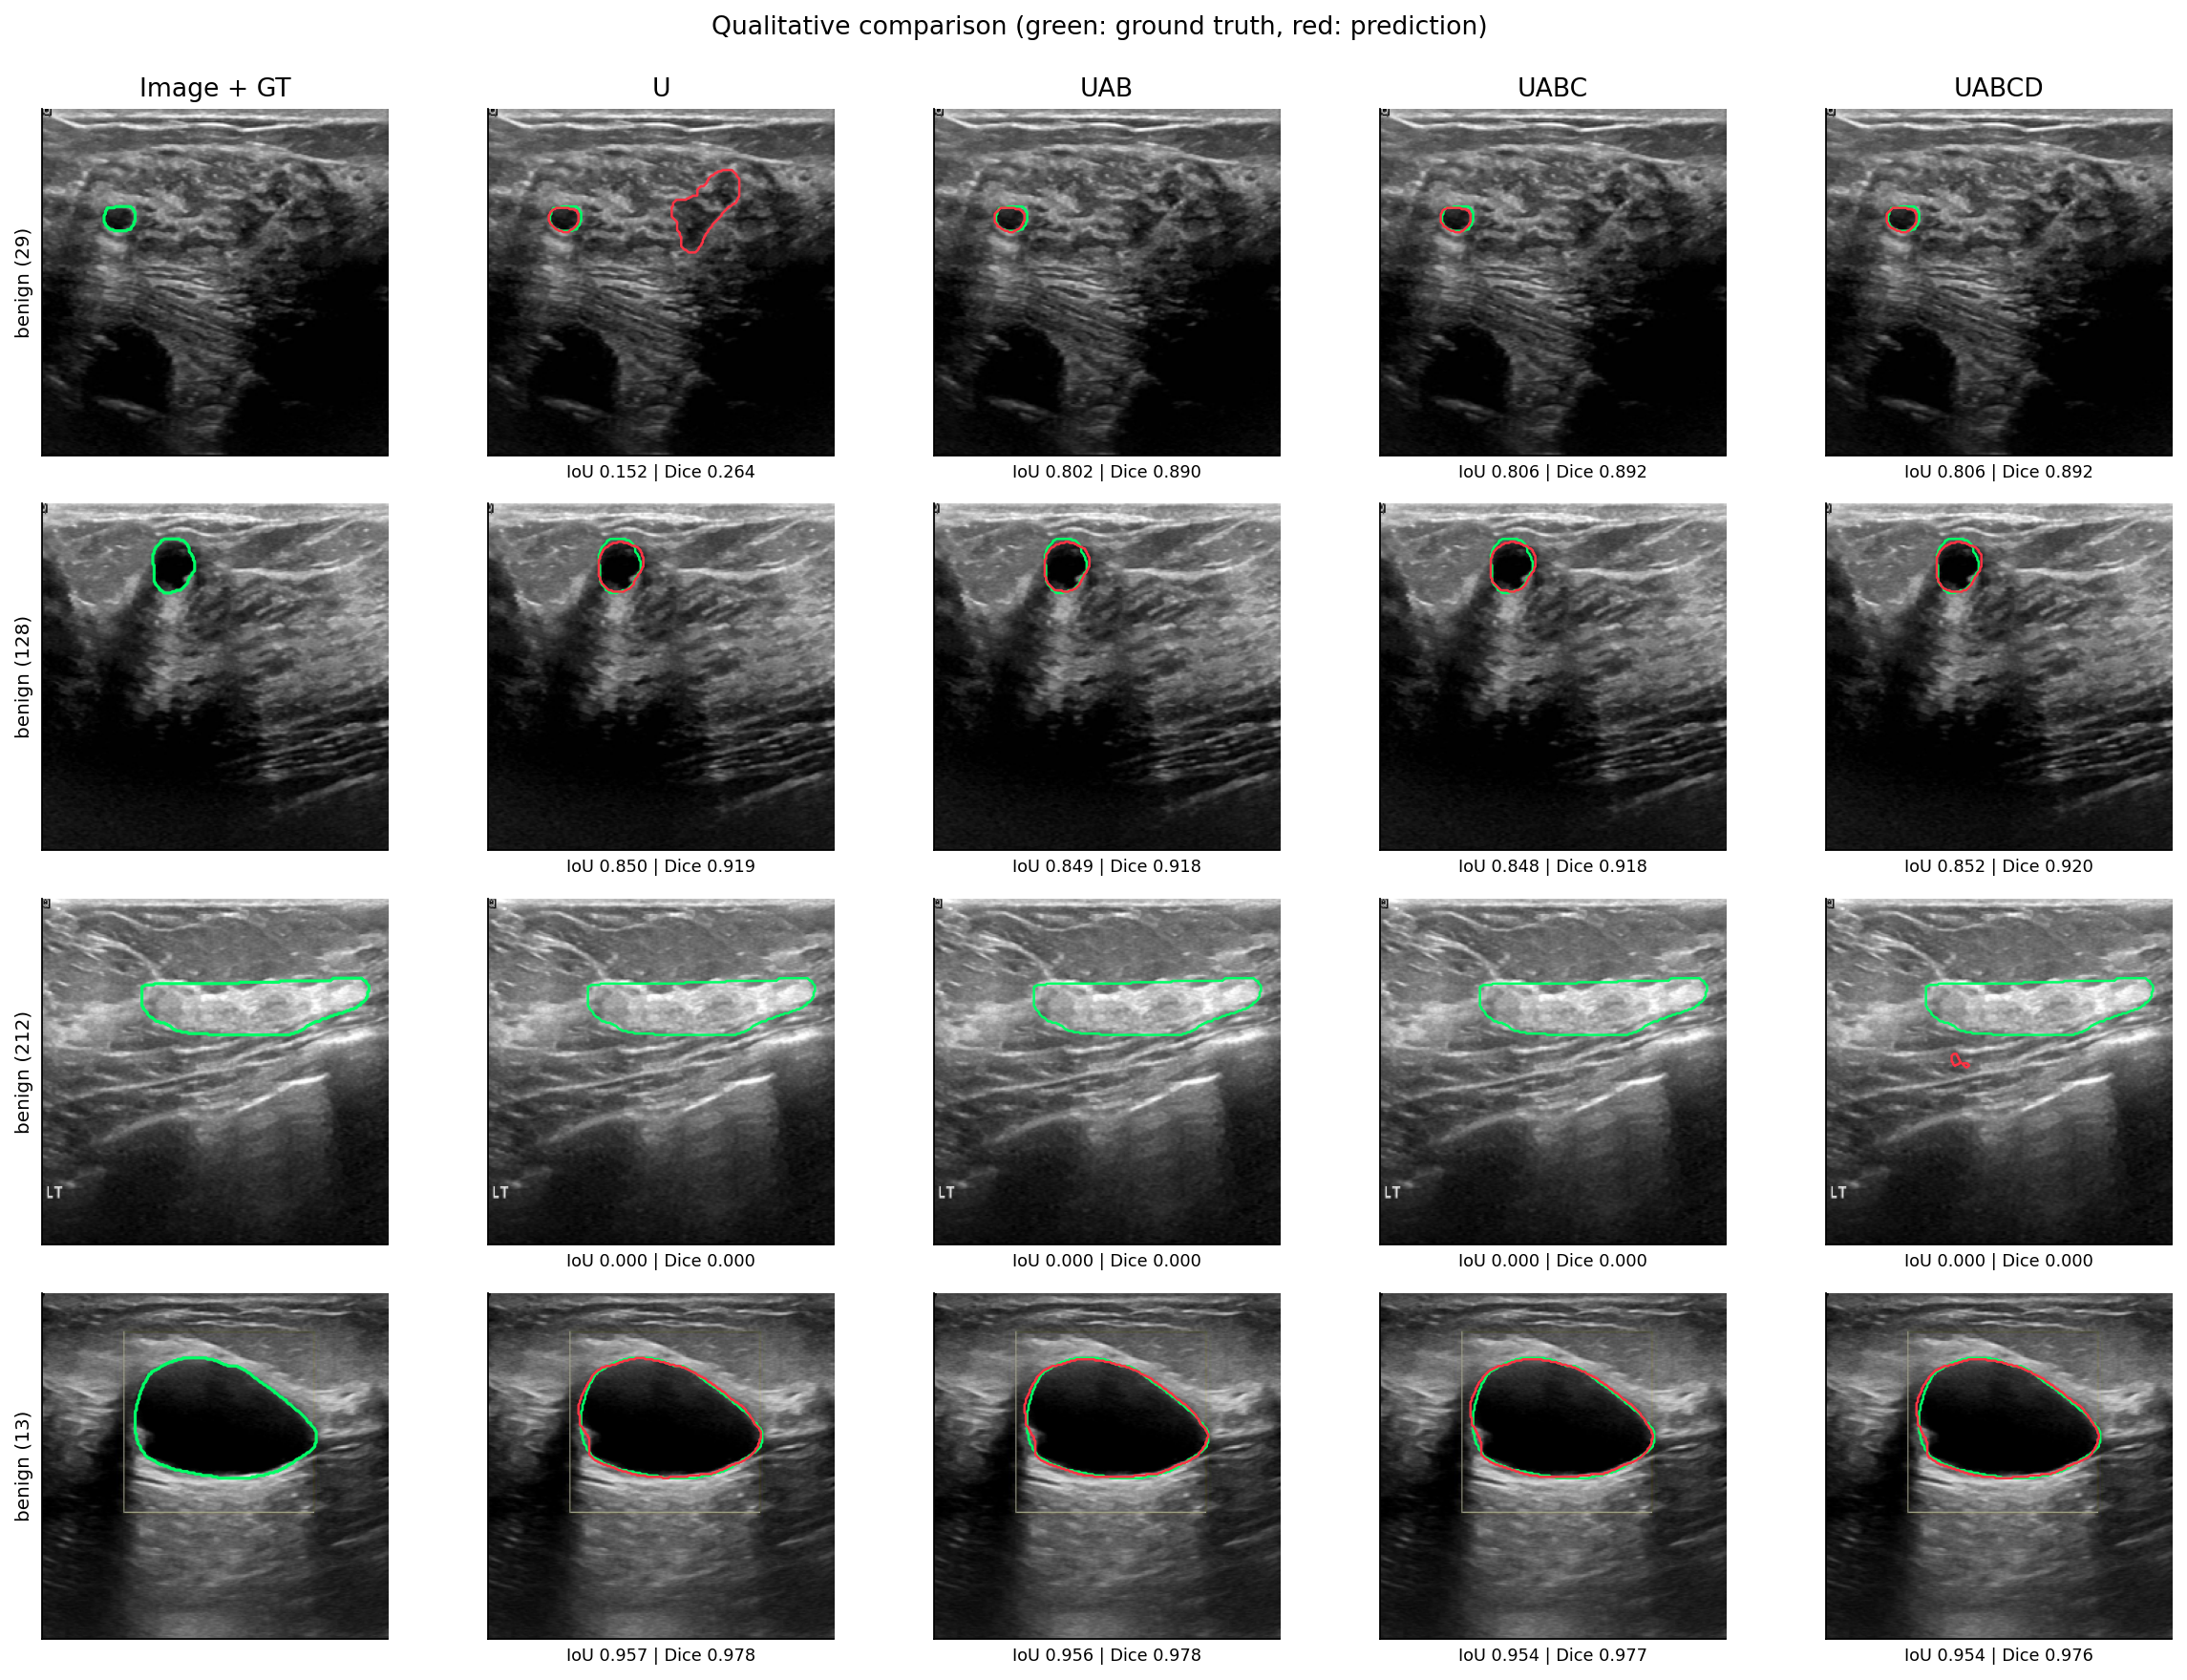 Qualitative comparison (green: ground truth, red: prediction)
Image + GT U UAB UABC UABCD
benign (29)
IoU 0.152 | Dice 0.264 IoU 0.802 | Dice 0.890 IoU 0.806 | Dice 0.892 IoU 0.806 | Dice 0.892
benign (128)
IoU 0.850 | Dice 0.919 IoU 0.849 | Dice 0.918 IoU 0.848 | Dice 0.918 IoU 0.852 | Dice 0.920
benign (212)
LT LT LT LT LT
IoU 0.000 | Dice 0.000 IoU 0.000 | Dice 0.000 IoU 0.000 | Dice 0.000 IoU 0.000 | Dice 0.000
benign (13)
IoU 0.957 | Dice 0.978 IoU 0.956 | Dice 0.978 IoU 0.954 | Dice 0.977 IoU 0.954 | Dice 0.976